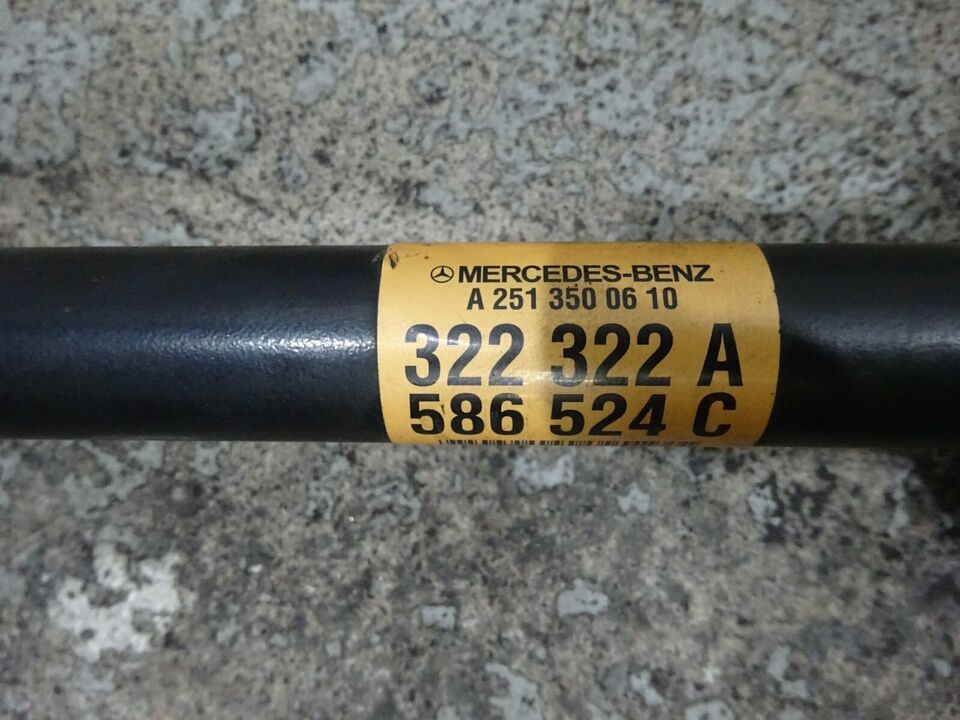 MERCEDES-BENZ
A 251 350 06 10
322 322 A
586 524 C